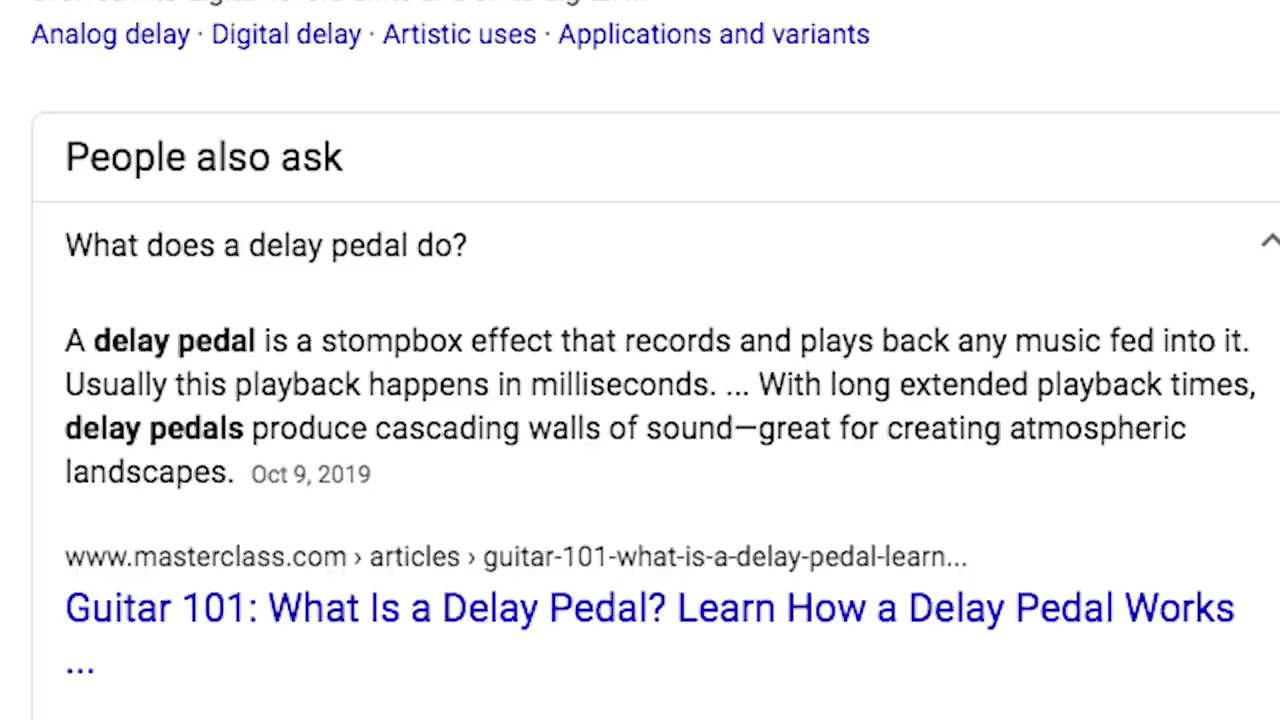 Analog delay · Digital delay · Artistic uses · Applications and variants
People also ask
What does a delay pedal do?
A delay pedal is a stompbox effect that records and plays back any music fed into it.
Usually this playback happens in milliseconds. ... With long extended playback times,
delay pedals produce cascading walls of sound—great for creating atmospheric
landscapes. Oct 9, 2019
www.masterclass.com › articles › guitar-101-what-is-a-delay-pedal-learn...
Guitar 101: What Is a Delay Pedal? Learn How a Delay Pedal Works
...